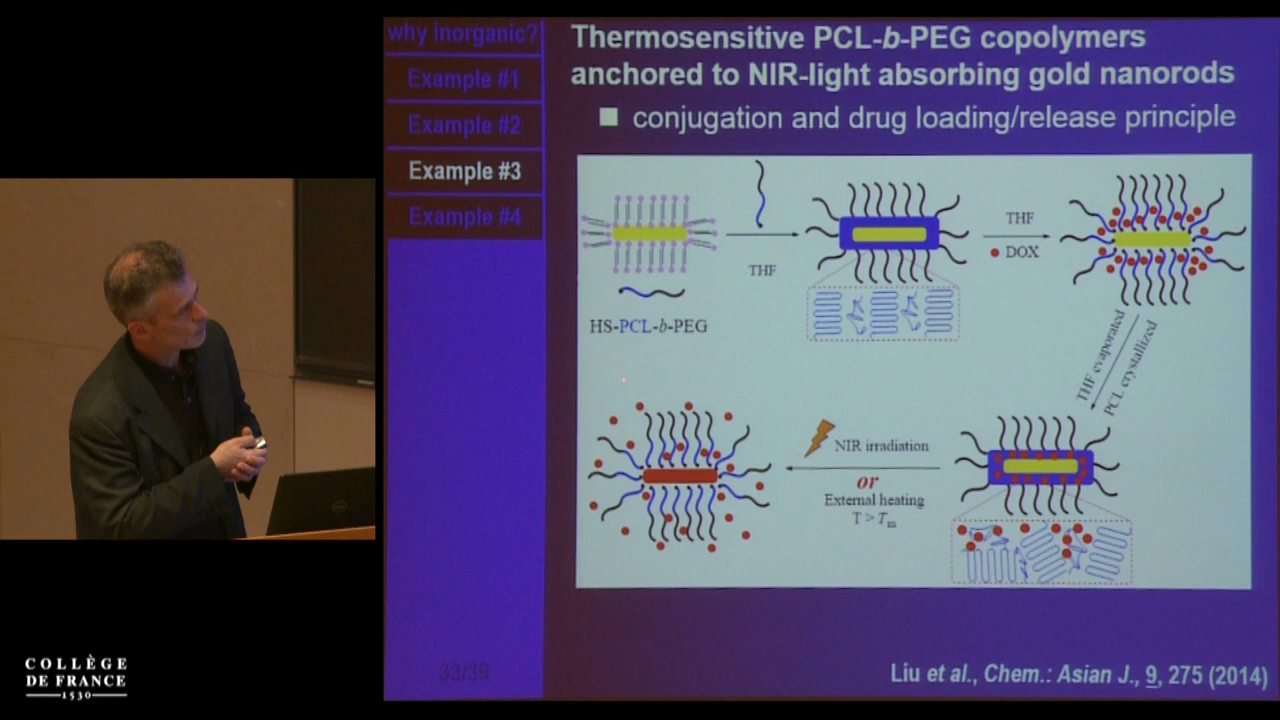 why inorganic?
Example #1
Example #2
Example #3
Example #4
Thermosensitive PCL-b-PEG copolymers
anchored to NIR-light absorbing gold nanorods
conjugation and drug loading/release principle
THF
HS-PCL-b-PEG
THF
DOX
THF evaporated
PCL crystallized
NIR irradiation
or
External heating
T > Tm
33/39
Liu et al., Chem.: Asian J., 9, 275 (2014)
COLLÈGE
DE FRANCE
1530